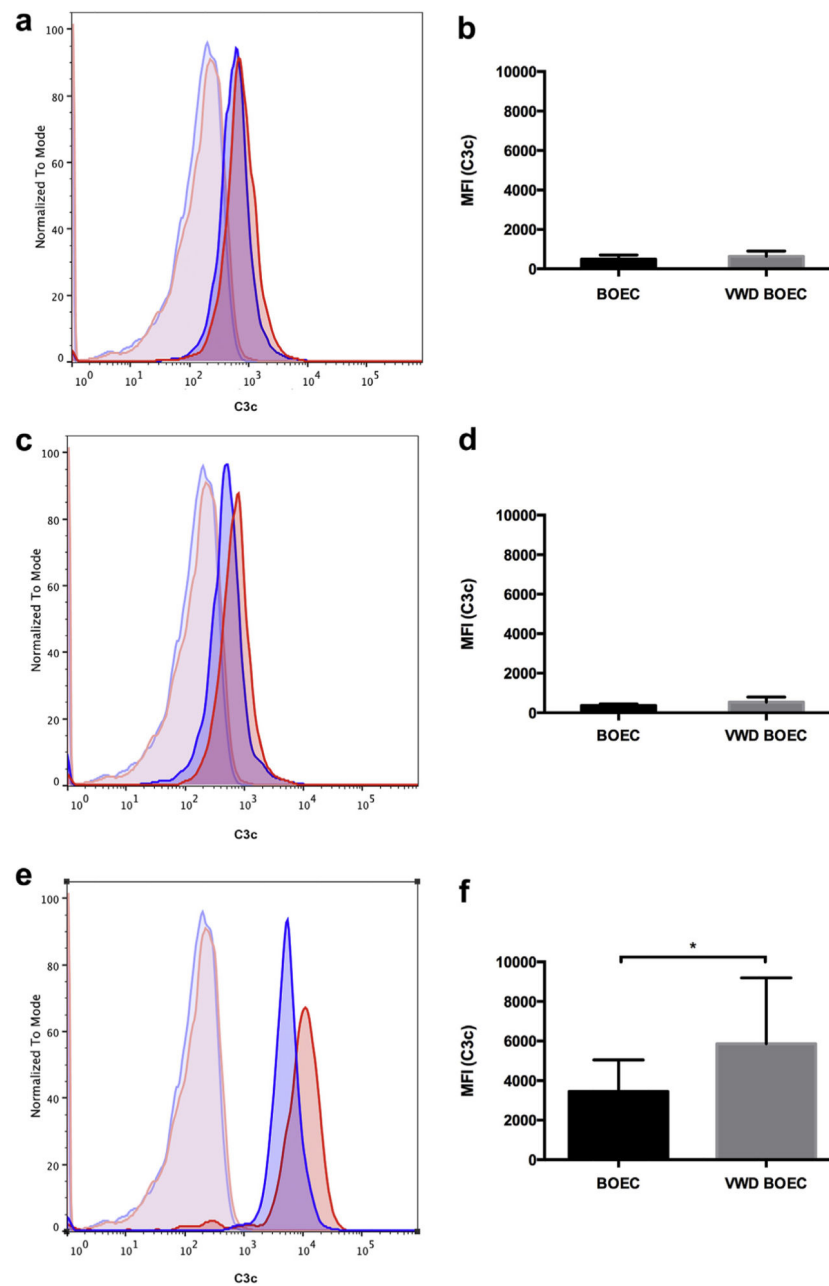 a
100
80
60
40
20
0
Normalized To Mode
10^0 10^1 10^2 10^3 10^4 10^5
C3c
b
10000
8000
6000
4000
2000
0
MFI (C3c)
BOEC VWD BOEC
c
100
80
60
40
20
0
Normalized To Mode
10^0 10^1 10^2 10^3 10^4 10^5
C3c
d
10000
8000
6000
4000
2000
0
MFI (C3c)
BOEC VWD BOEC
e
100
80
60
40
20
0
Normalized To Mode
10^0 10^1 10^2 10^3 10^4 10^5
C3c
f
*
10000
8000
6000
4000
2000
0
MFI (C3c)
BOEC VWD BOEC